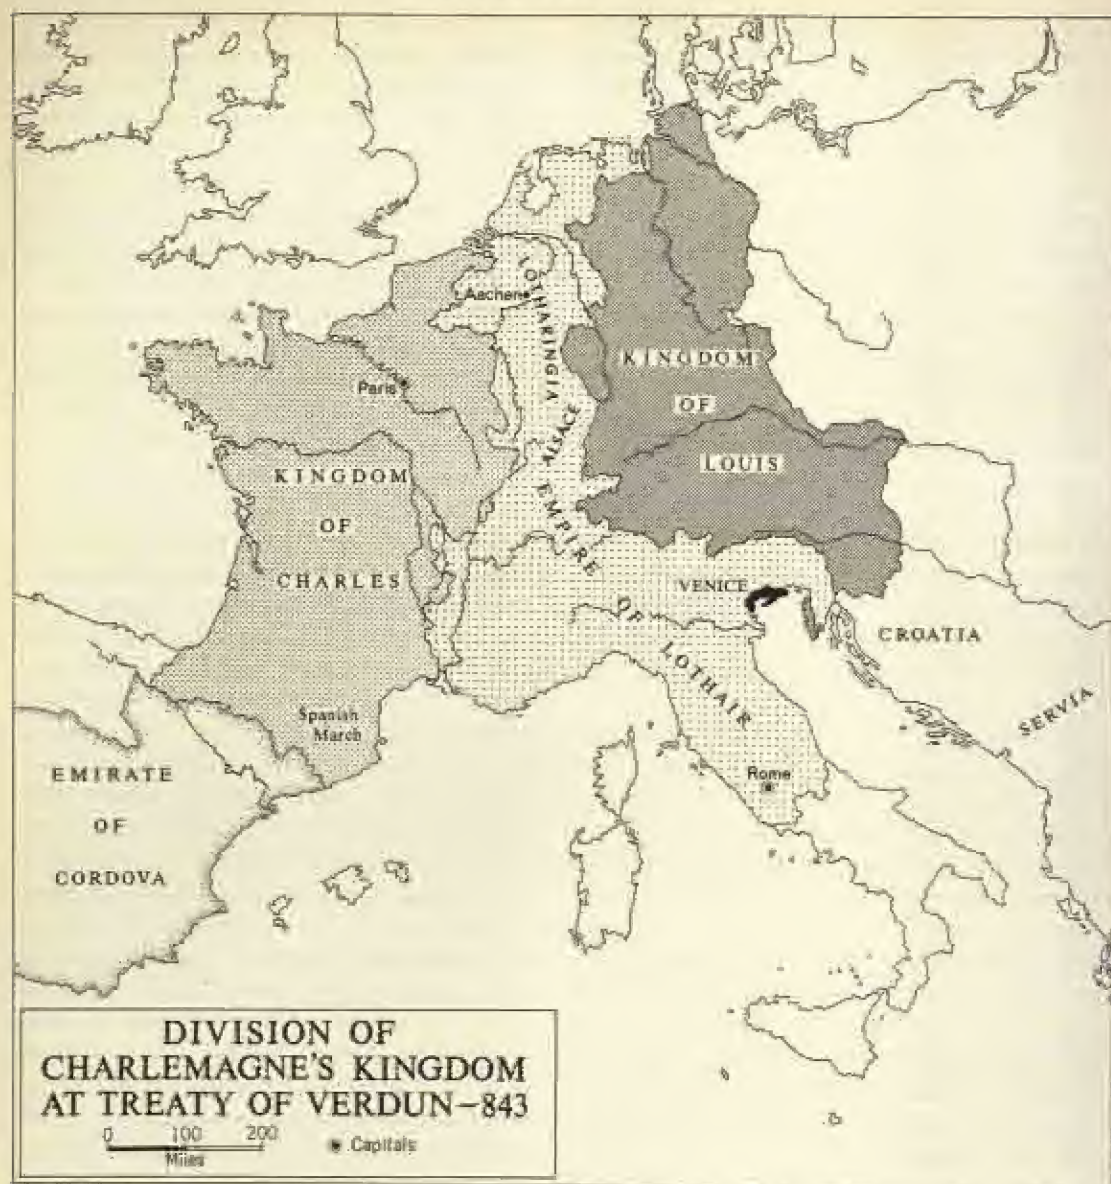 LOTHARINGIA
Aachen
KINGDOM
OF
LOUIS
Paris
ALSACE
KINGDOM
OF
CHARLES
EMPIRE
OF
LOTHAIR
VENICE
CROATIA
SERVIA
Spanish
March
EMIRATE
OF
CORDOVA
Rome
DIVISION OF
CHARLEMAGNE'S KINGDOM
AT TREATY OF VERDUN—843
0 100 200
Miles
Capitals